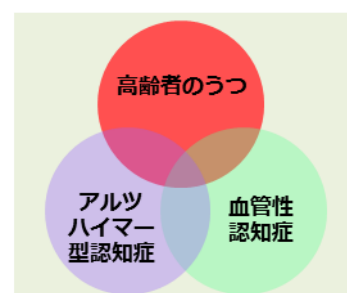 高齢者のうつ
アルツ
ハイマー
型認知症
血管性
認知症